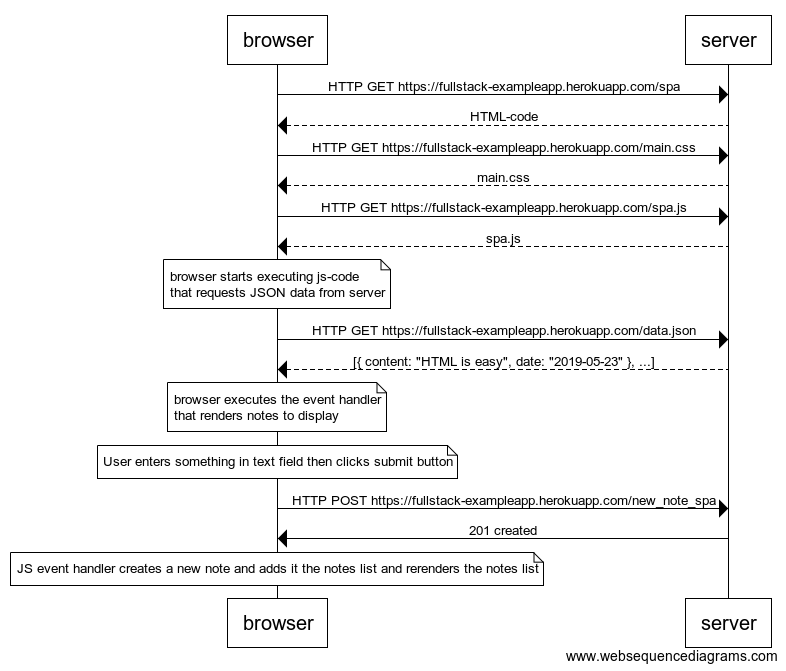 browser
server
HTTP GET https://fullstack-exampleapp.herokuapp.com/spa
HTML-code
HTTP GET https://fullstack-exampleapp.herokuapp.com/main.css
main.css
HTTP GET https://fullstack-exampleapp.herokuapp.com/spa.js
spa.js
browser starts executing js-code
that requests JSON data from server
HTTP GET https://fullstack-exampleapp.herokuapp.com/data.json
[{ content: "HTML is easy", date: "2019-05-23" }, ...]
browser executes the event handler
that renders notes to display
User enters something in text field then clicks submit button
HTTP POST https://fullstack-exampleapp.herokuapp.com/new_note_spa
201 created
JS event handler creates a new note and adds it the notes list and rerenders the notes list
browser
server
www.websequencediagrams.com